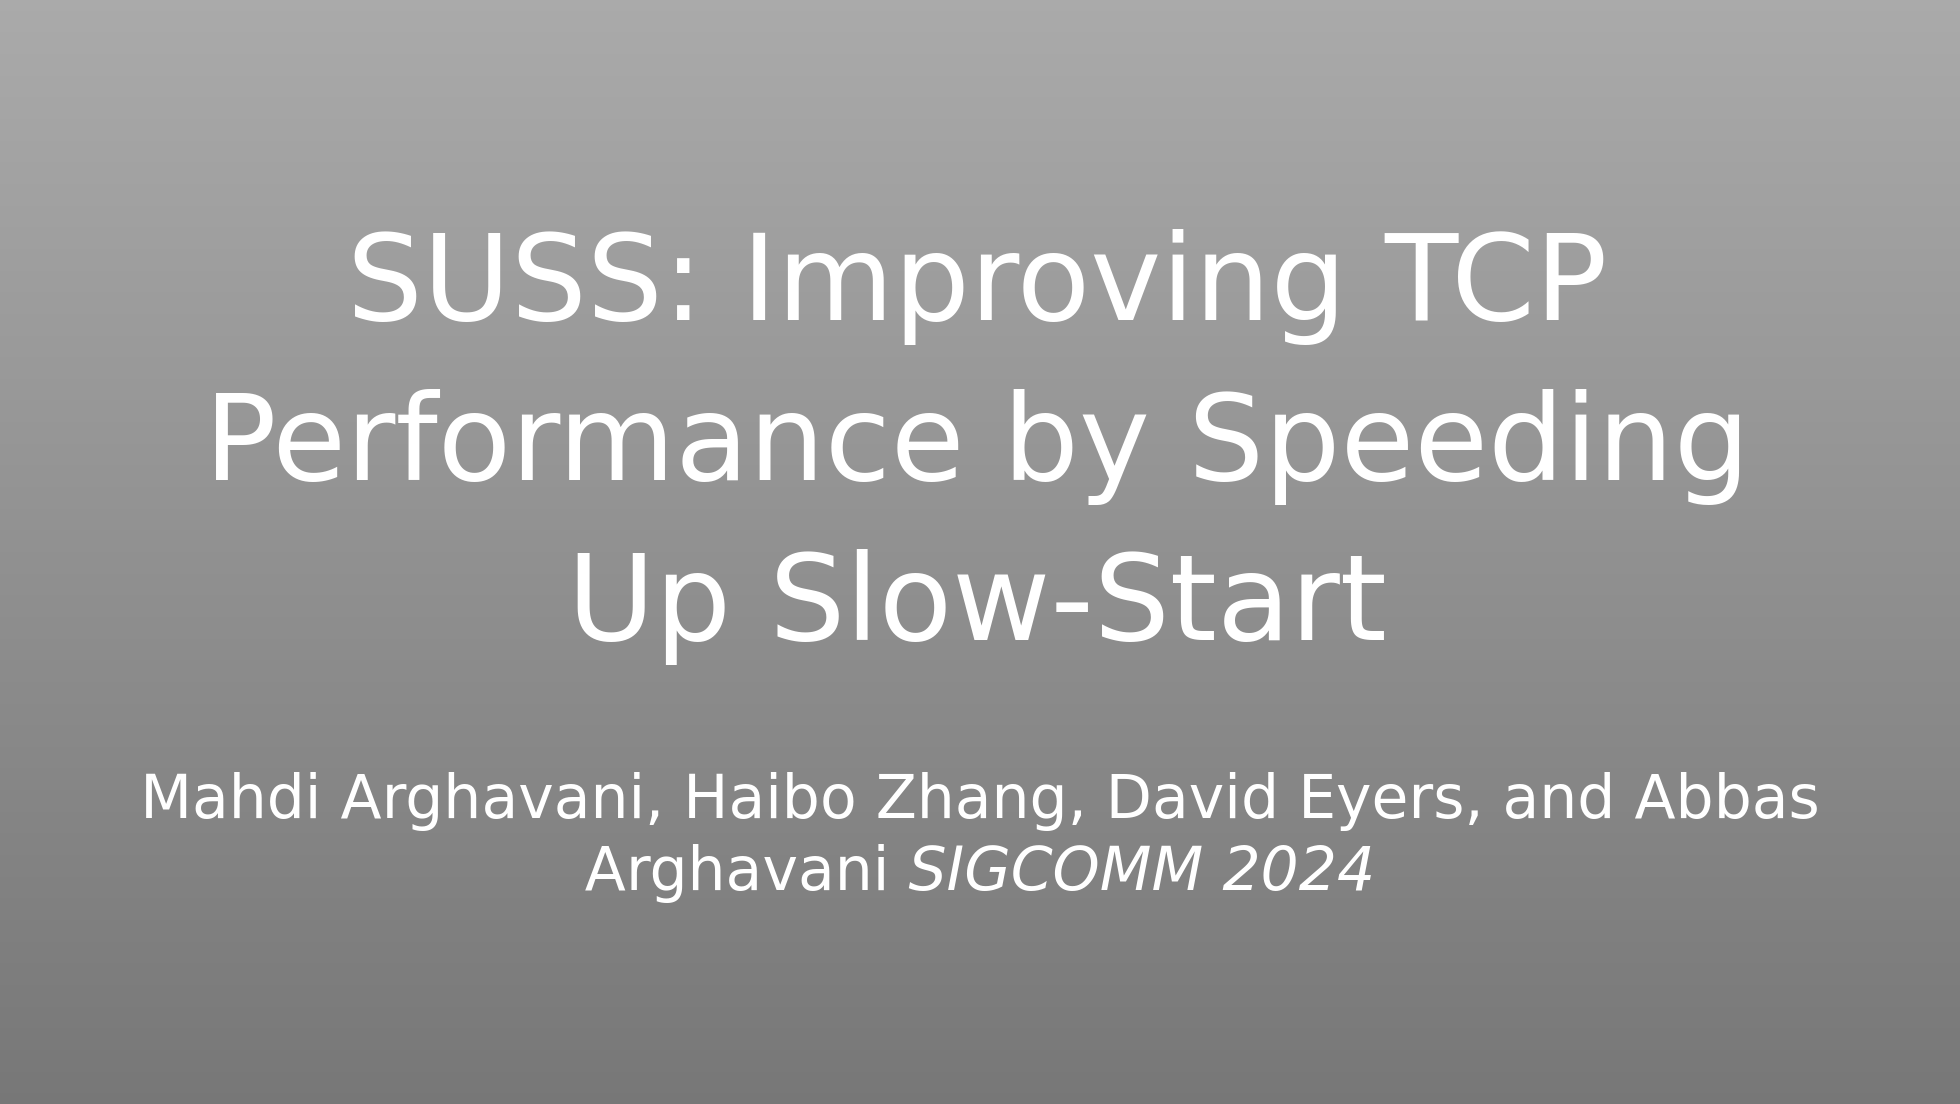 SUSS: Improving TCP
Performance by Speeding
Up Slow-Start
Mahdi Arghavani, Haibo Zhang, David Eyers, and Abbas
Arghavani SIGCOMM 2024